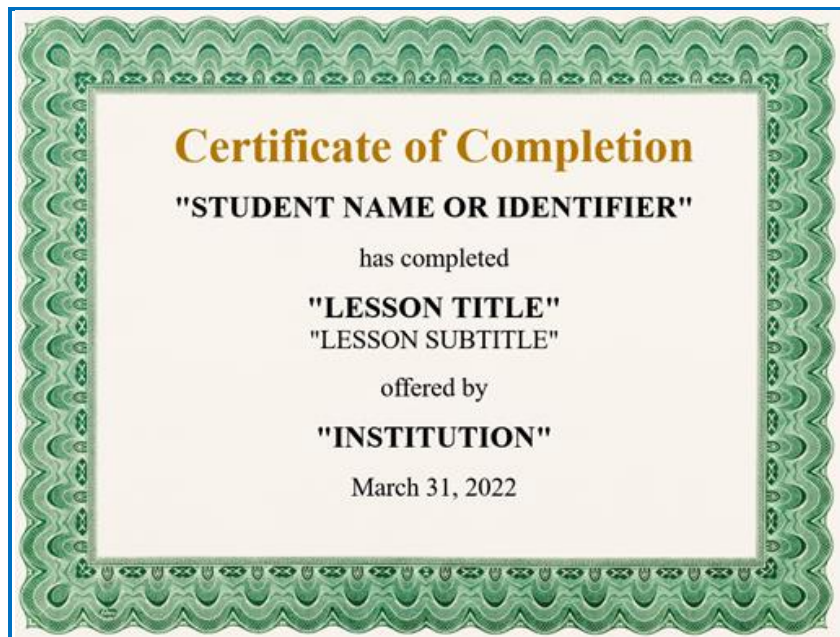 Certificate of Completion
"STUDENT NAME OR IDENTIFIER"
has completed
"LESSON TITLE"
"LESSON SUBTITLE"
offered by
"INSTITUTION"
March 31, 2022